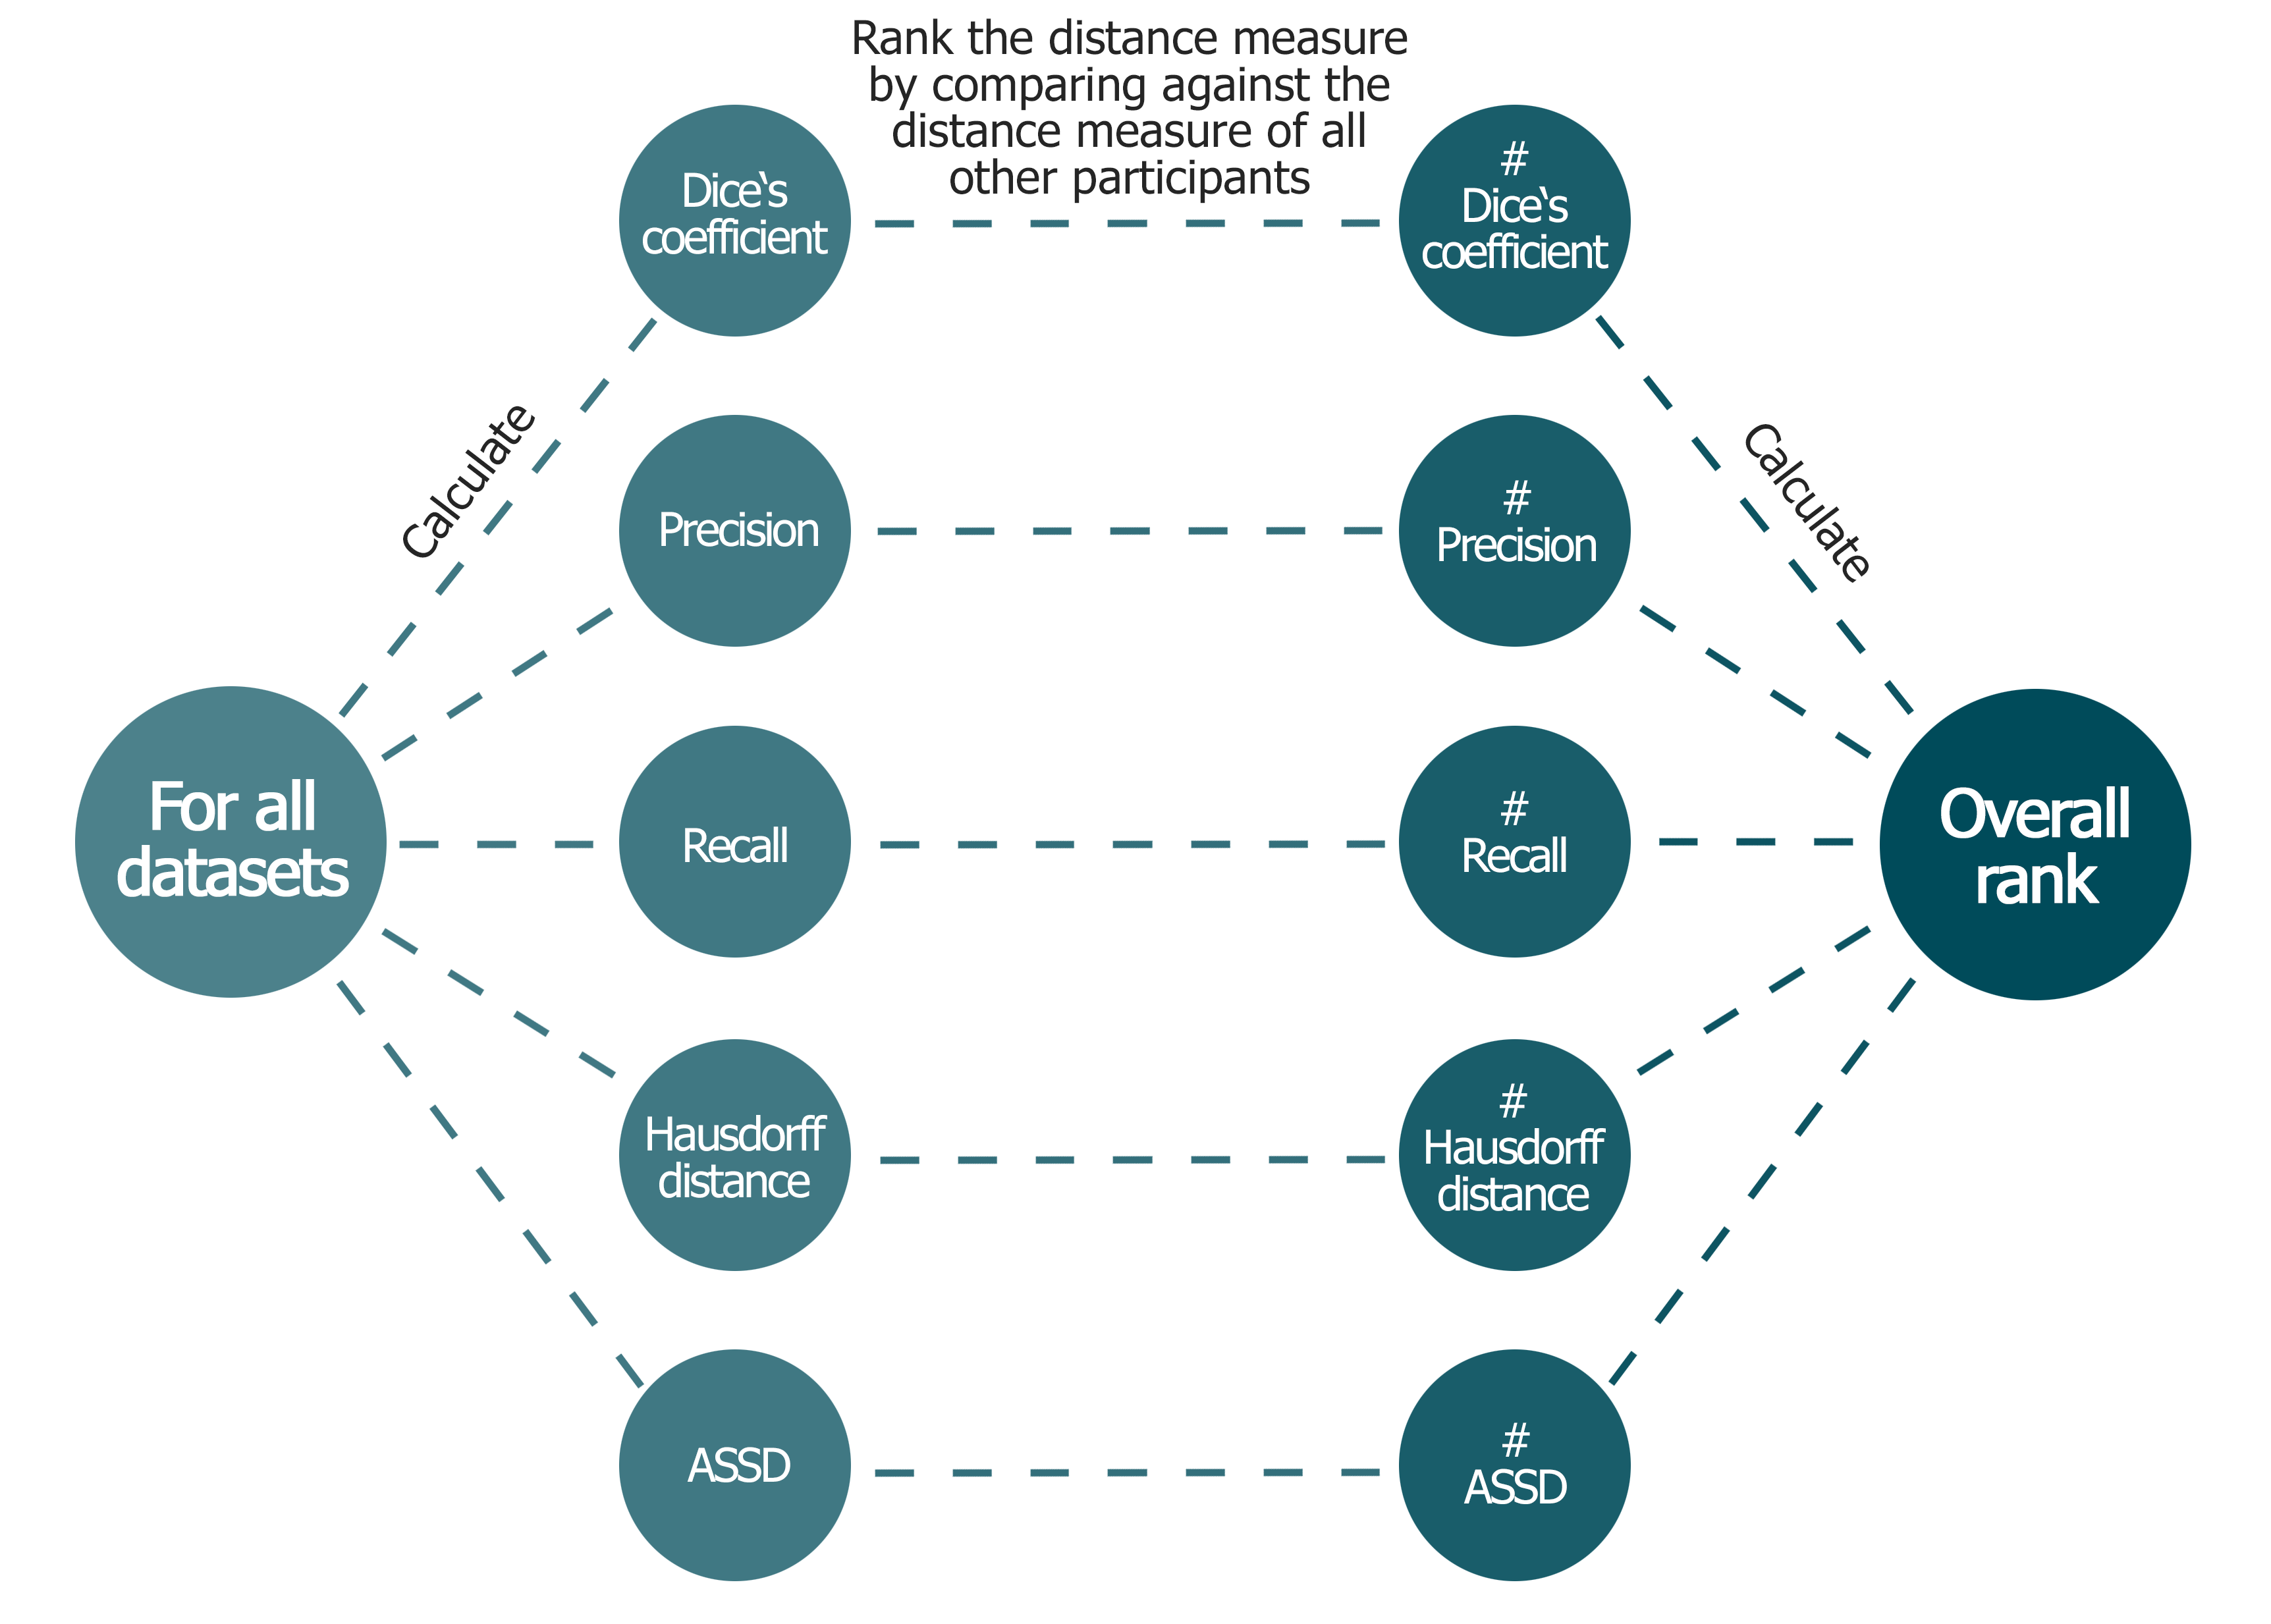 Rank the distance measure
by comparing against the
distance measure of all
other participants
Dice`s
coefficient
#
Dice`s
coefficient
Calculate
Calculate
Precision
#
Precision
For all
datasets
Recall
#
Recall
Overall
rank
Hausdorff
distance
#
Hausdorff
distance
ASSD
#
ASSD